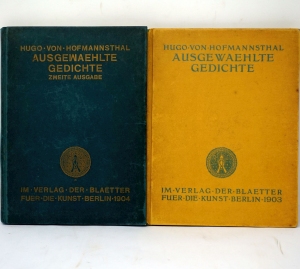 HUGO·VON·HOFMANNSTHAL
AUSGEWAEHLTE
GEDICHTE
ZWEITE AUSGABE
IM·VERLAG·DER·BLAETTER
FUER·DIE·KUNST·BERLIN·1904
HUGO·VON·HOFMANNSTHAL
AUSGEWAEHLTE
GEDICHTE
IM·VERLAG·DER·BLAETTER
FUER·DIE·KUNST·BERLIN·1903